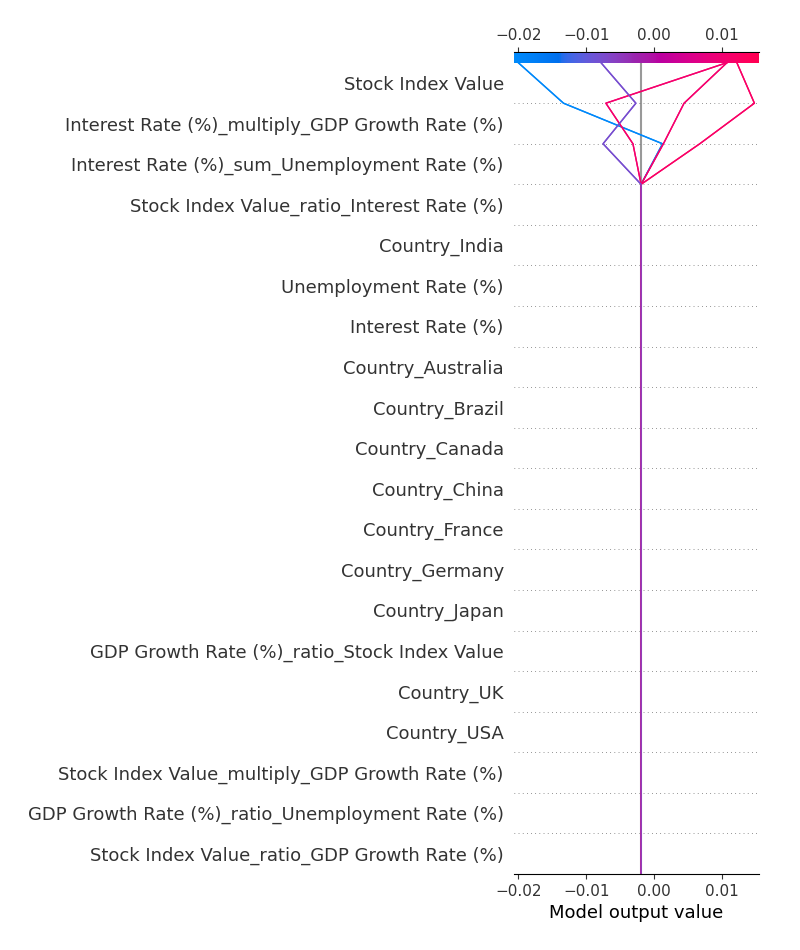 −0.02 −0.01 0.00 0.01
Stock Index Value
Interest Rate (%)_multiply_GDP Growth Rate (%)
Interest Rate (%)_sum_Unemployment Rate (%)
Stock Index Value_ratio_Interest Rate (%)
Country_India
Unemployment Rate (%)
Interest Rate (%)
Country_Australia
Country_Brazil
Country_Canada
Country_China
Country_France
Country_Germany
Country_Japan
GDP Growth Rate (%)_ratio_Stock Index Value
Country_UK
Country_USA
Stock Index Value_multiply_GDP Growth Rate (%)
GDP Growth Rate (%)_ratio_Unemployment Rate (%)
Stock Index Value_ratio_GDP Growth Rate (%)
−0.02 −0.01 0.00 0.01
Model output value